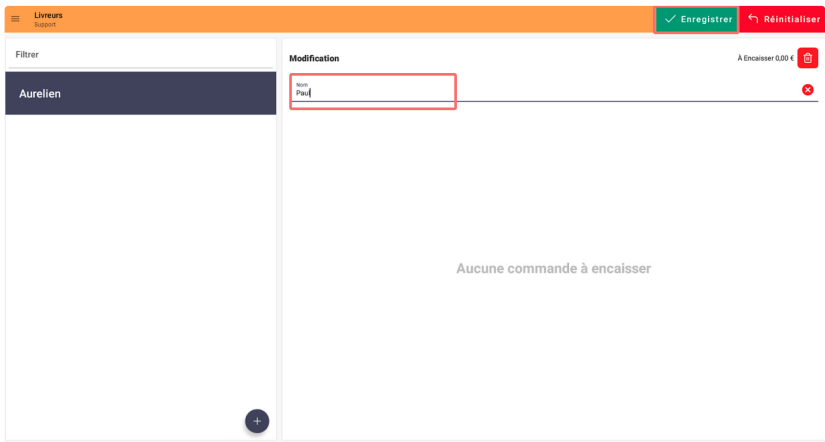 Livreurs
Support
Enregistrer
Réinitialiser
Filtrer
Aurelien
Modification
À Encaisser 0,00 €
Nom
Paul
Aucune commande à encaisser